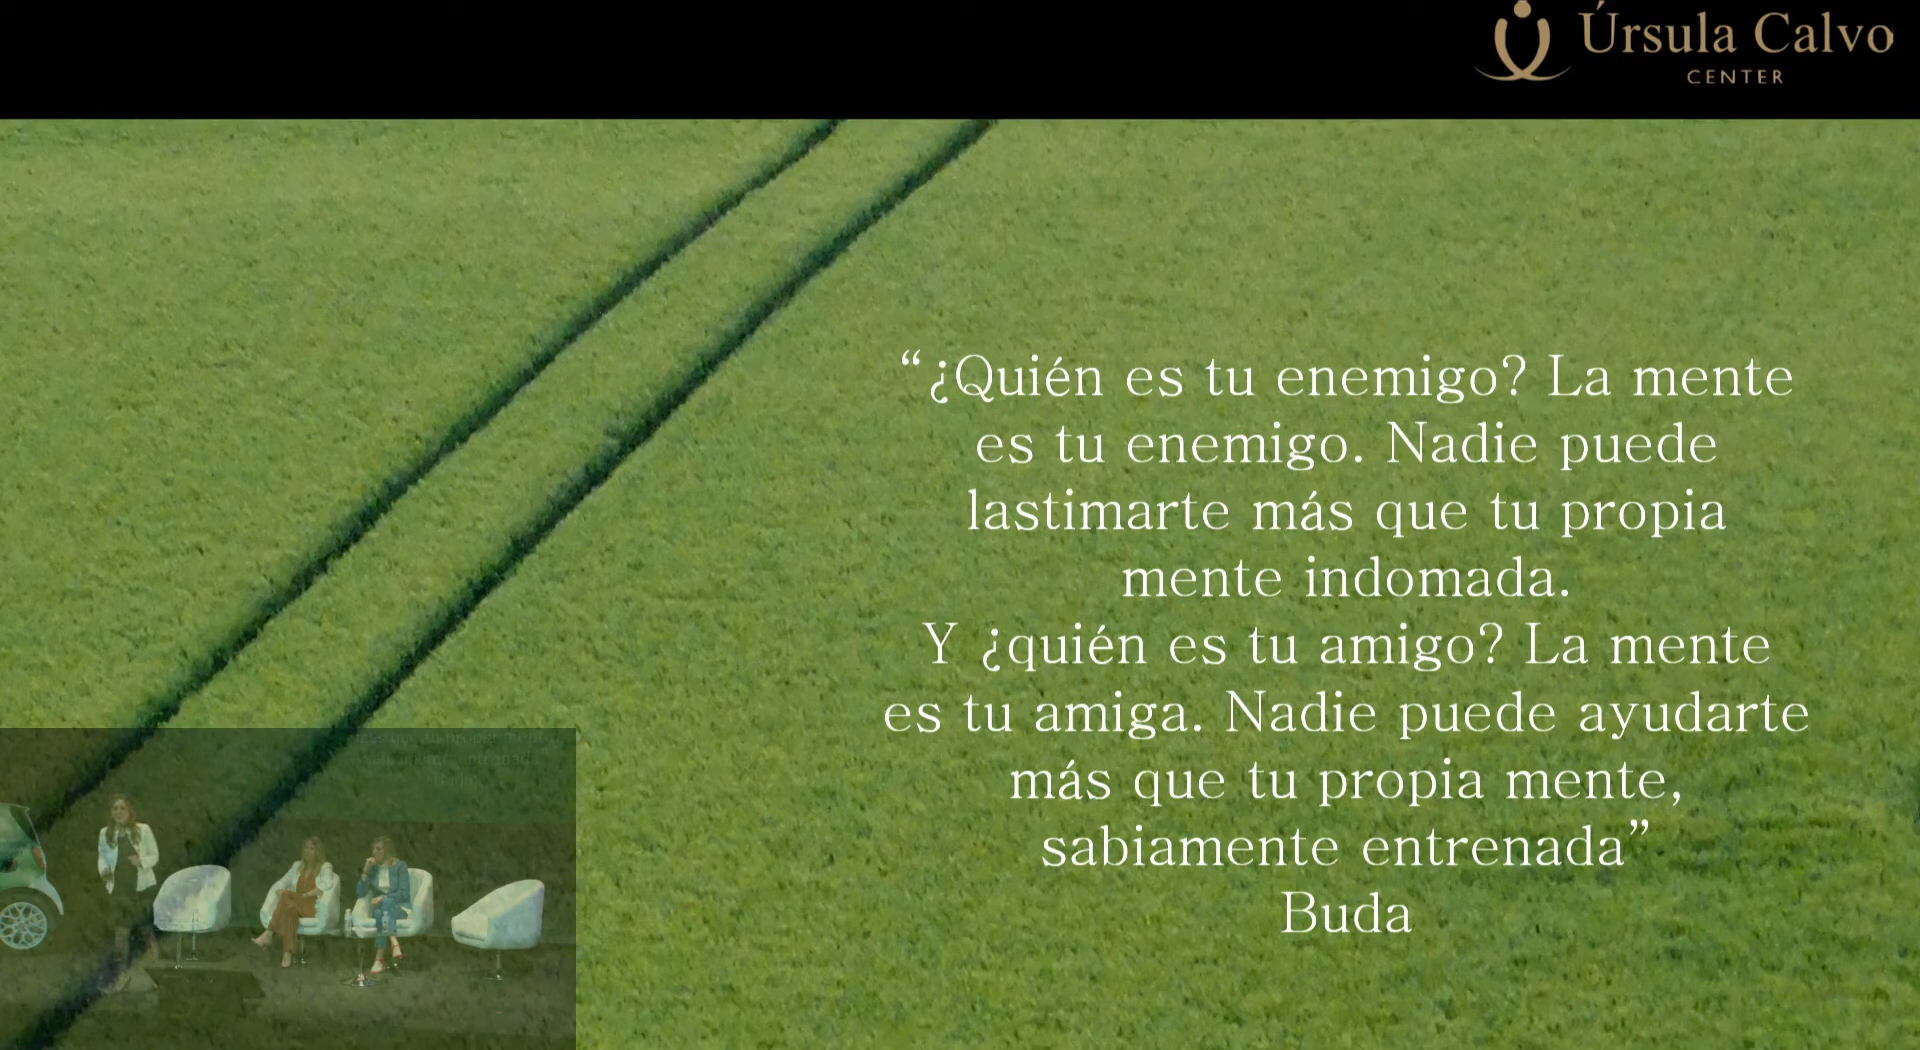 Úrsula Calvo
CENTER
“¿Quién es tu enemigo? La mente
es tu enemigo. Nadie puede
lastimarte más que tu propia
mente indomada.
Y ¿quién es tu amigo? La mente
es tu amiga. Nadie puede ayudarte
más que tu propia mente,
sabiamente entrenada”
Buda